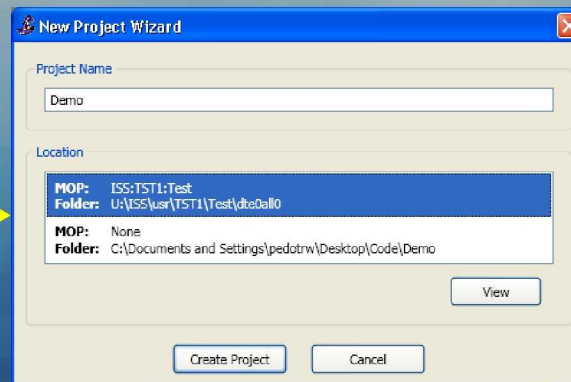 New Project Wizard
Project Name
Demo
Location
MOP: ISS:TST1:Test
Folder: U:\ISS\usr\TST1\Test\dte0all0
MOP: None
Folder: C:\Documents and Settings\pedotrw\Desktop\Code\Demo
View
Create Project Cancel